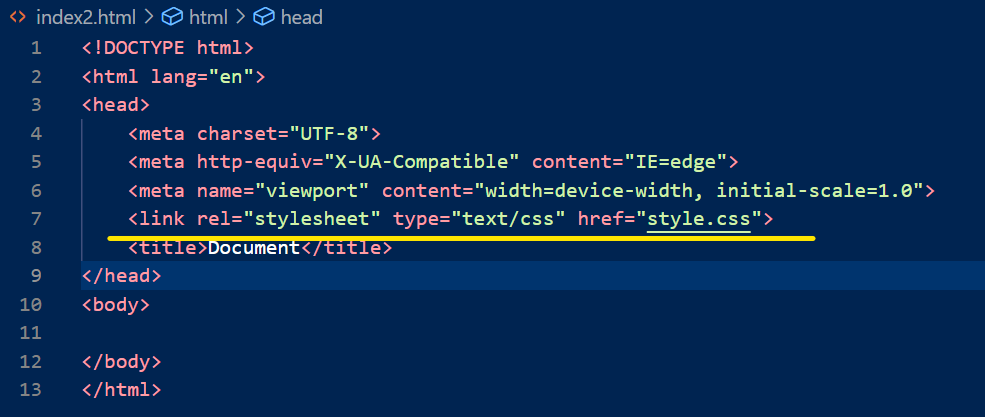 index2.html > html > head
1 <!DOCTYPE html>
2 <html lang="en">
3 <head>
4     <meta charset="UTF-8">
5     <meta http-equiv="X-UA-Compatible" content="IE=edge">
6     <meta name="viewport" content="width=device-width, initial-scale=1.0">
7     <link rel="stylesheet" type="text/css" href="style.css">
8     <title>Document</title>
9 </head>
10 <body>
11
12 </body>
13 </html>